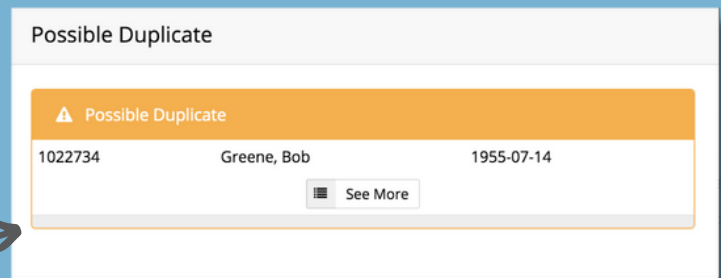 Possible Duplicate
Possible Duplicate
1022734 Greene, Bob 1955-07-14
See More